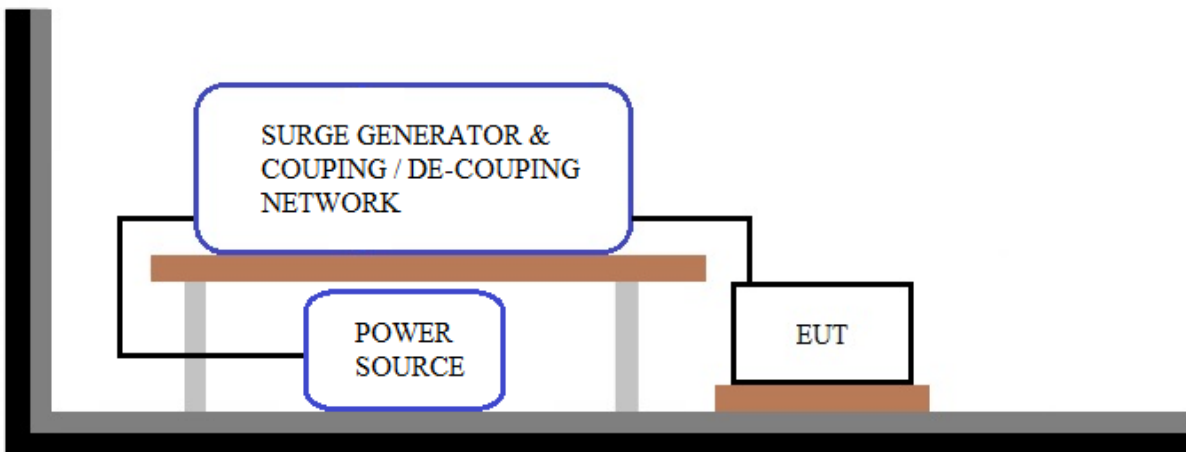 SURGE GENERATOR &
COUPING / DE-COUPING
NETWORK
POWER
SOURCE
EUT